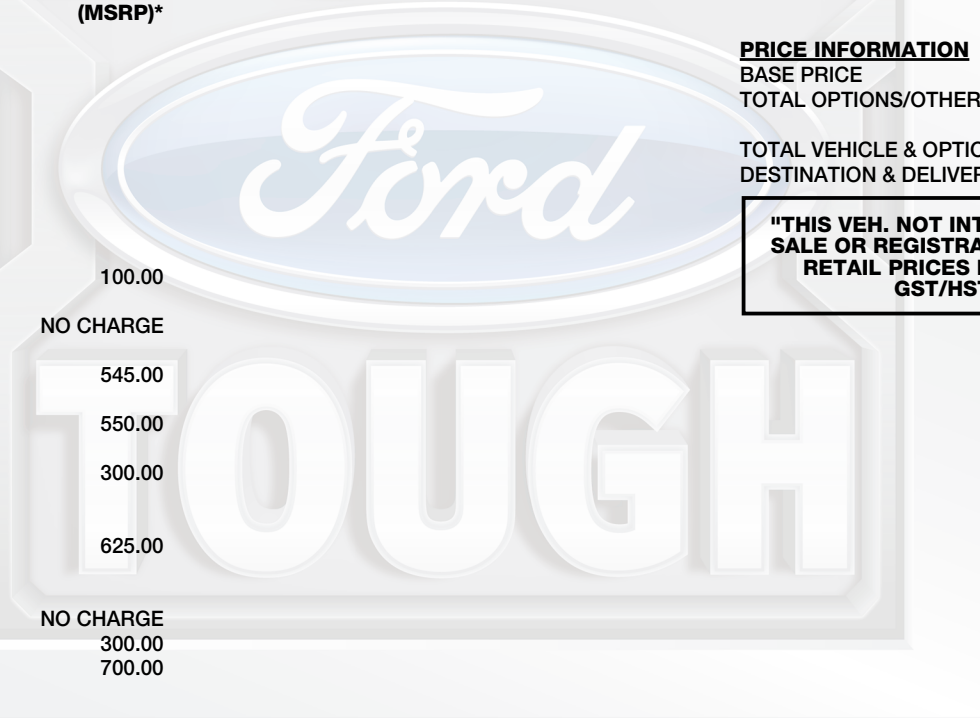 (MSRP)*
100.00
NO CHARGE
545.00
550.00
300.00
625.00
NO CHARGE
300.00
700.00
Ford
TOUGH
PRICE INFORMATION
BASE PRICE
TOTAL OPTIONS/OTHER
TOTAL VEHICLE & OPTIO
DESTINATION & DELIVER
"THIS VEH. NOT INT
SALE OR REGISTRA
RETAIL PRICES
GST/HST